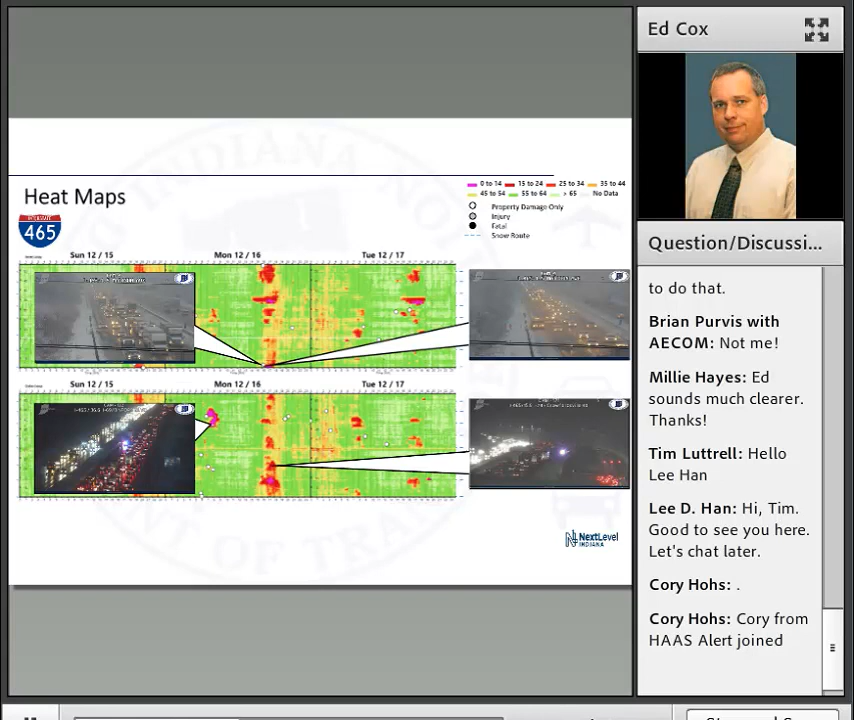 Ed Cox
Heat Maps
INTERSTATE
465
0 to 14 15 to 24 25 to 34 35 to 44
45 to 54 55 to 64 > 65 No Data
Property Damage Only
Injury
Fatal
Snow Route
Sun 12 / 15 Mon 12 / 16 Tue 12 / 17
Sun 12 / 15 Mon 12 / 16 Tue 12 / 17
NextLevel
INDIANA
Question/Discussi...
to do that.
Brian Purvis with
AECOM: Not me!
Millie Hayes: Ed
sounds much clearer.
Thanks!
Tim Luttrell: Hello
Lee Han
Lee D. Han: Hi, Tim.
Good to see you here.
Let's chat later.
Cory Hohs: .
Cory Hohs: Cory from
HAAS Alert joined